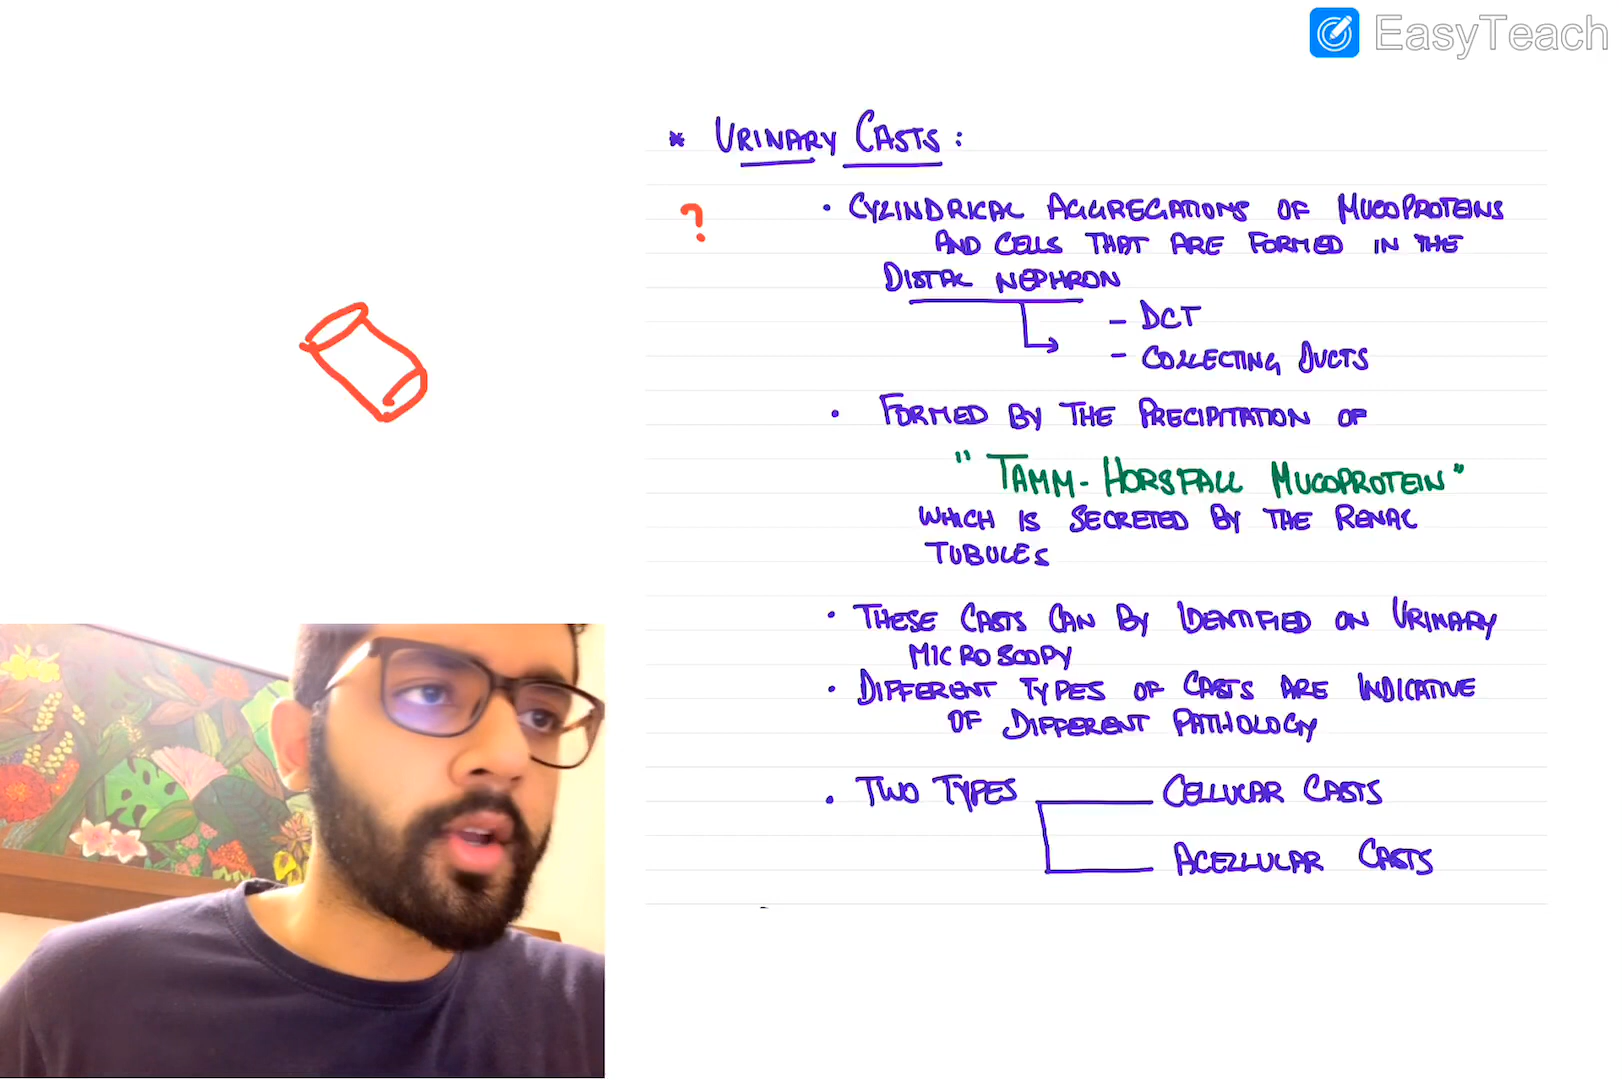 EasyTeach
* URINARY CASTS:
?
• CYLINDRICAL AGGREGATIONS OF MUCOPROTEINS
AND CELLS THAT ARE FORMED IN THE
DISTAL NEPHRON
- DCT
- COLLECTING DUCTS
• FORMED BY THE PRECIPITATION OF
"TAMM-HORSFALL MUCOPROTEIN"
WHICH IS SECRETED BY THE RENAL
TUBULES
• THESE CASTS CAN BY IDENTIFIED ON URINARY
MICROSCOPY
• DIFFERENT TYPES OF CASTS ARE INDICATIVE
OF DIFFERENT PATHOLOGY
• TWO TYPES
CELLULAR CASTS
ACELLULAR CASTS